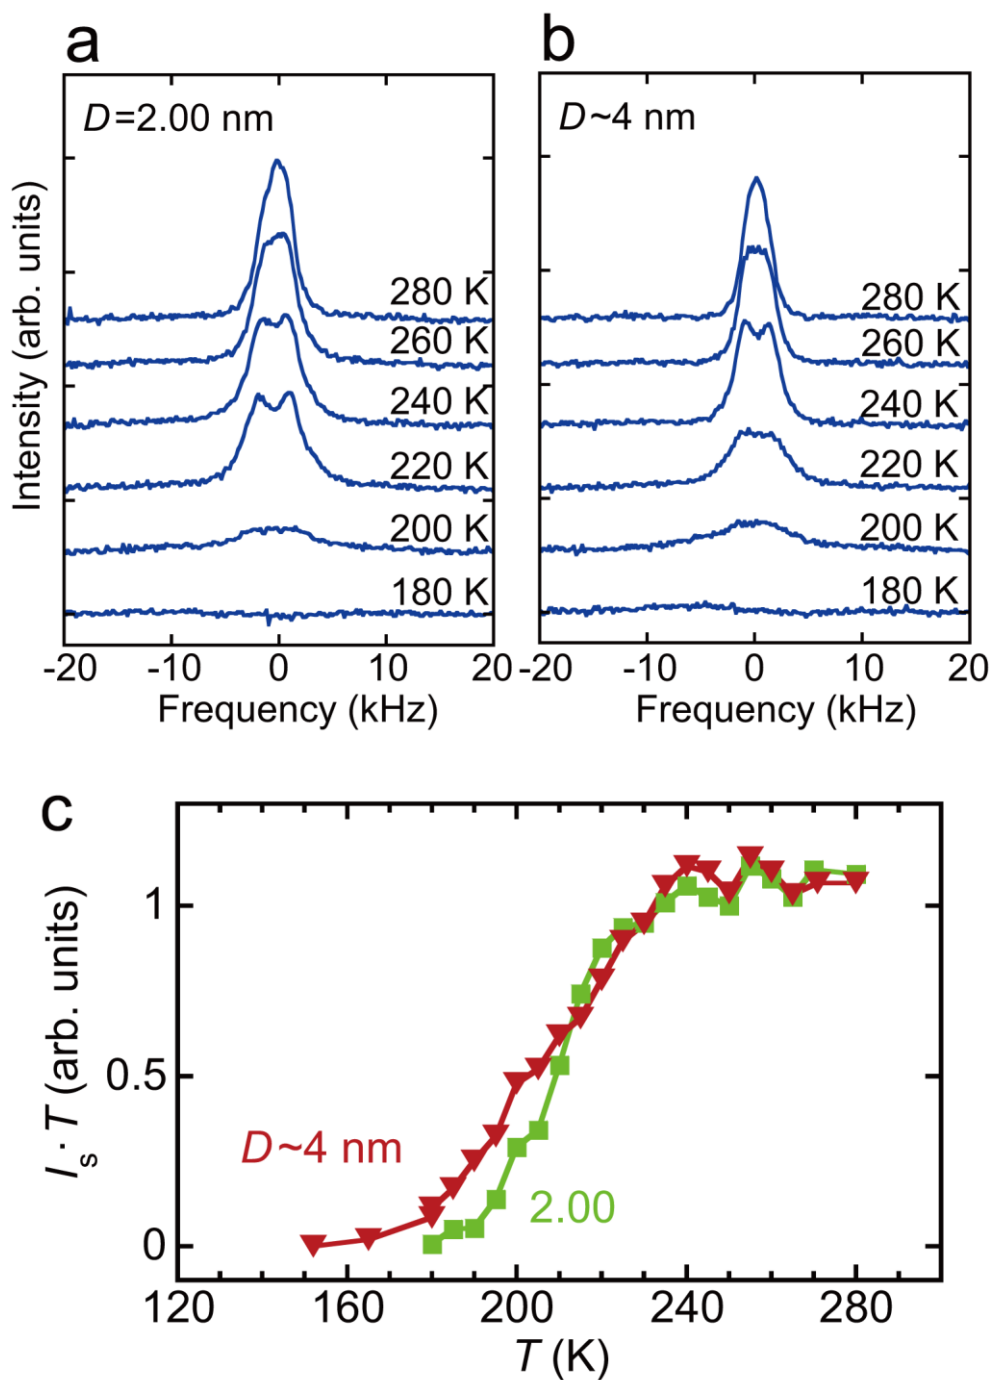 a
D=2.00 nm
Intensity (arb. units)
280 K
260 K
240 K
220 K
200 K
180 K
-20 -10 0 10 20
Frequency (kHz)
b
D~4 nm
280 K
260 K
240 K
220 K
200 K
180 K
-20 -10 0 10 20
Frequency (kHz)
c
Is · T (arb. units)
1
0.5
0
D~4 nm
2.00
120 160 200 240 280
T (K)